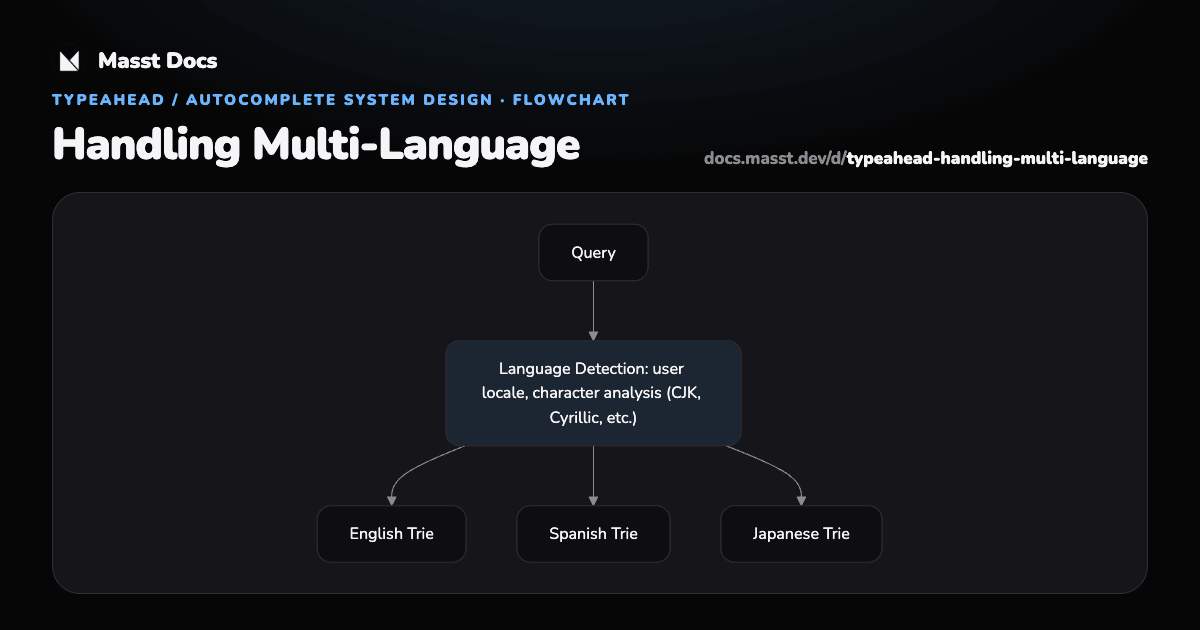 Masst Docs
TYPEAHEAD / AUTOCOMPLETE SYSTEM DESIGN · FLOWCHART
Handling Multi-Language
docs.masst.dev/d/typeahead-handling-multi-language
Query
Language Detection: user
locale, character analysis (CJK,
Cyrillic, etc.)
English Trie
Spanish Trie
Japanese Trie